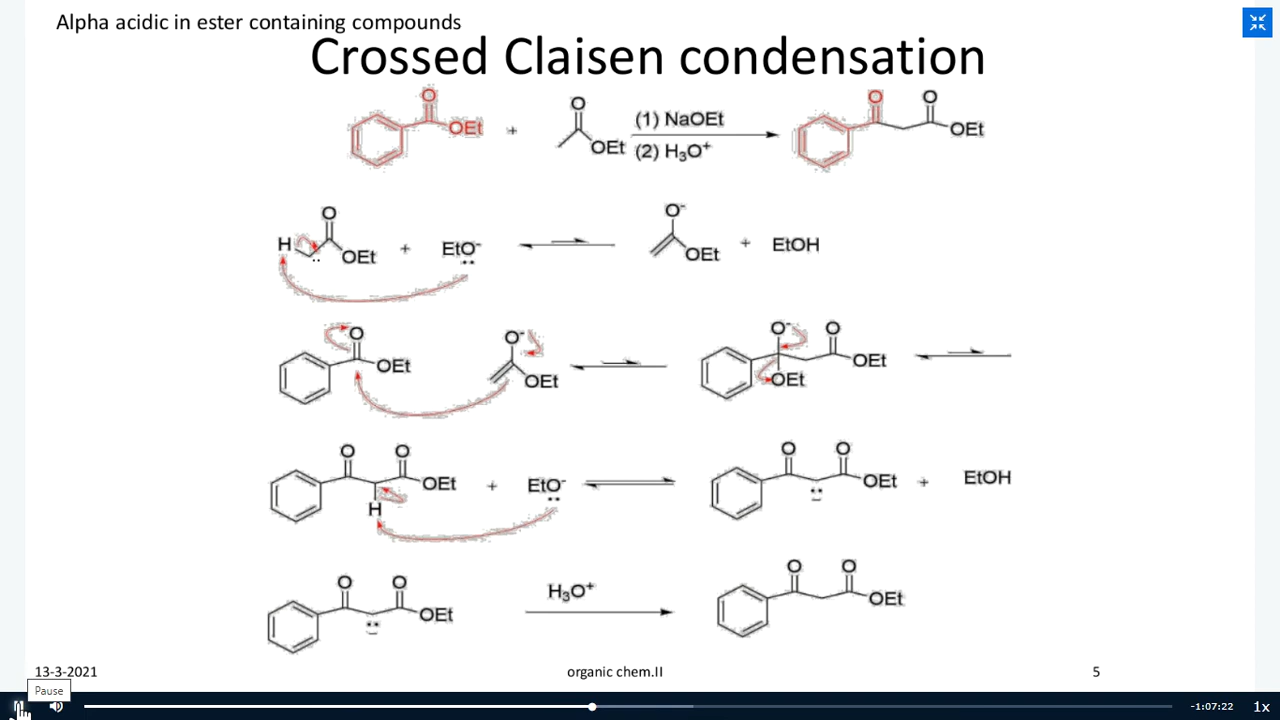 Alpha acidic in ester containing compounds
Crossed Claisen condensation
O
OEt
+
O
OEt
(1) NaOEt
(2) H₃O⁺
O
O
OEt
H
O
OEt
+
EtO⁻
O⁻
OEt
+
EtOH
O
OEt
O⁻
OEt
O⁻
O
OEt
OEt
O
O
OEt
H
+
EtO⁻
O
O
OEt
+
EtOH
O
O
OEt
H₃O⁺
O
O
OEt
13-3-2021
organic chem.II
5
Pause
-1:07:22
1x